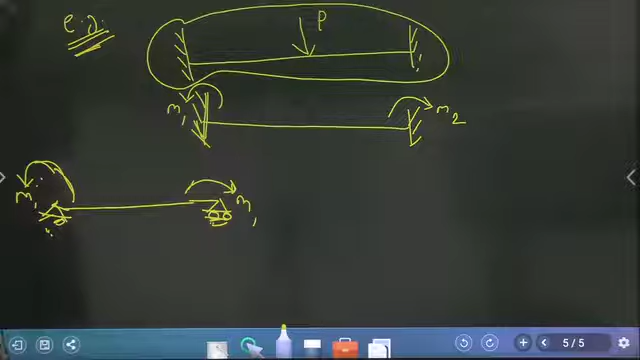 e.g.
P
m₁ m₂
m₁ m₁
5 / 5